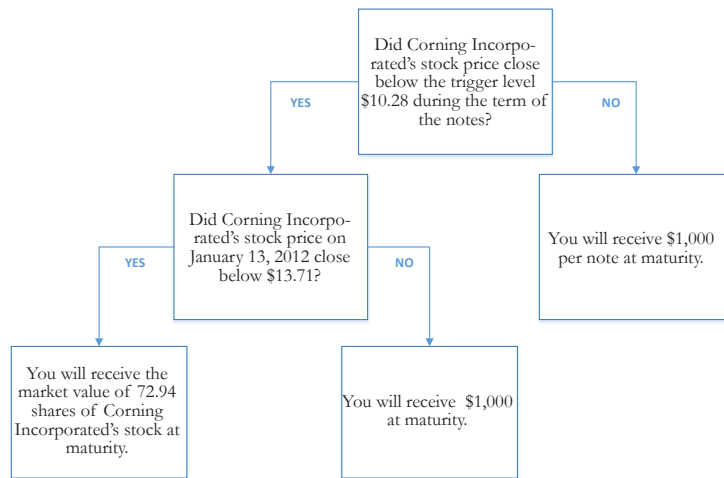 Did Corning Incorpo-
rated's stock price close
below the trigger level
$10.28 during the term of
the notes?
YES
NO
Did Corning Incorpo-
rated's stock price on
January 13, 2012 close
below $13.71?
You will receive $1,000
per note at maturity.
YES
NO
You will receive the
market value of 72.94
shares of Corning
Incorporated's stock at
maturity.
You will receive $1,000
at maturity.